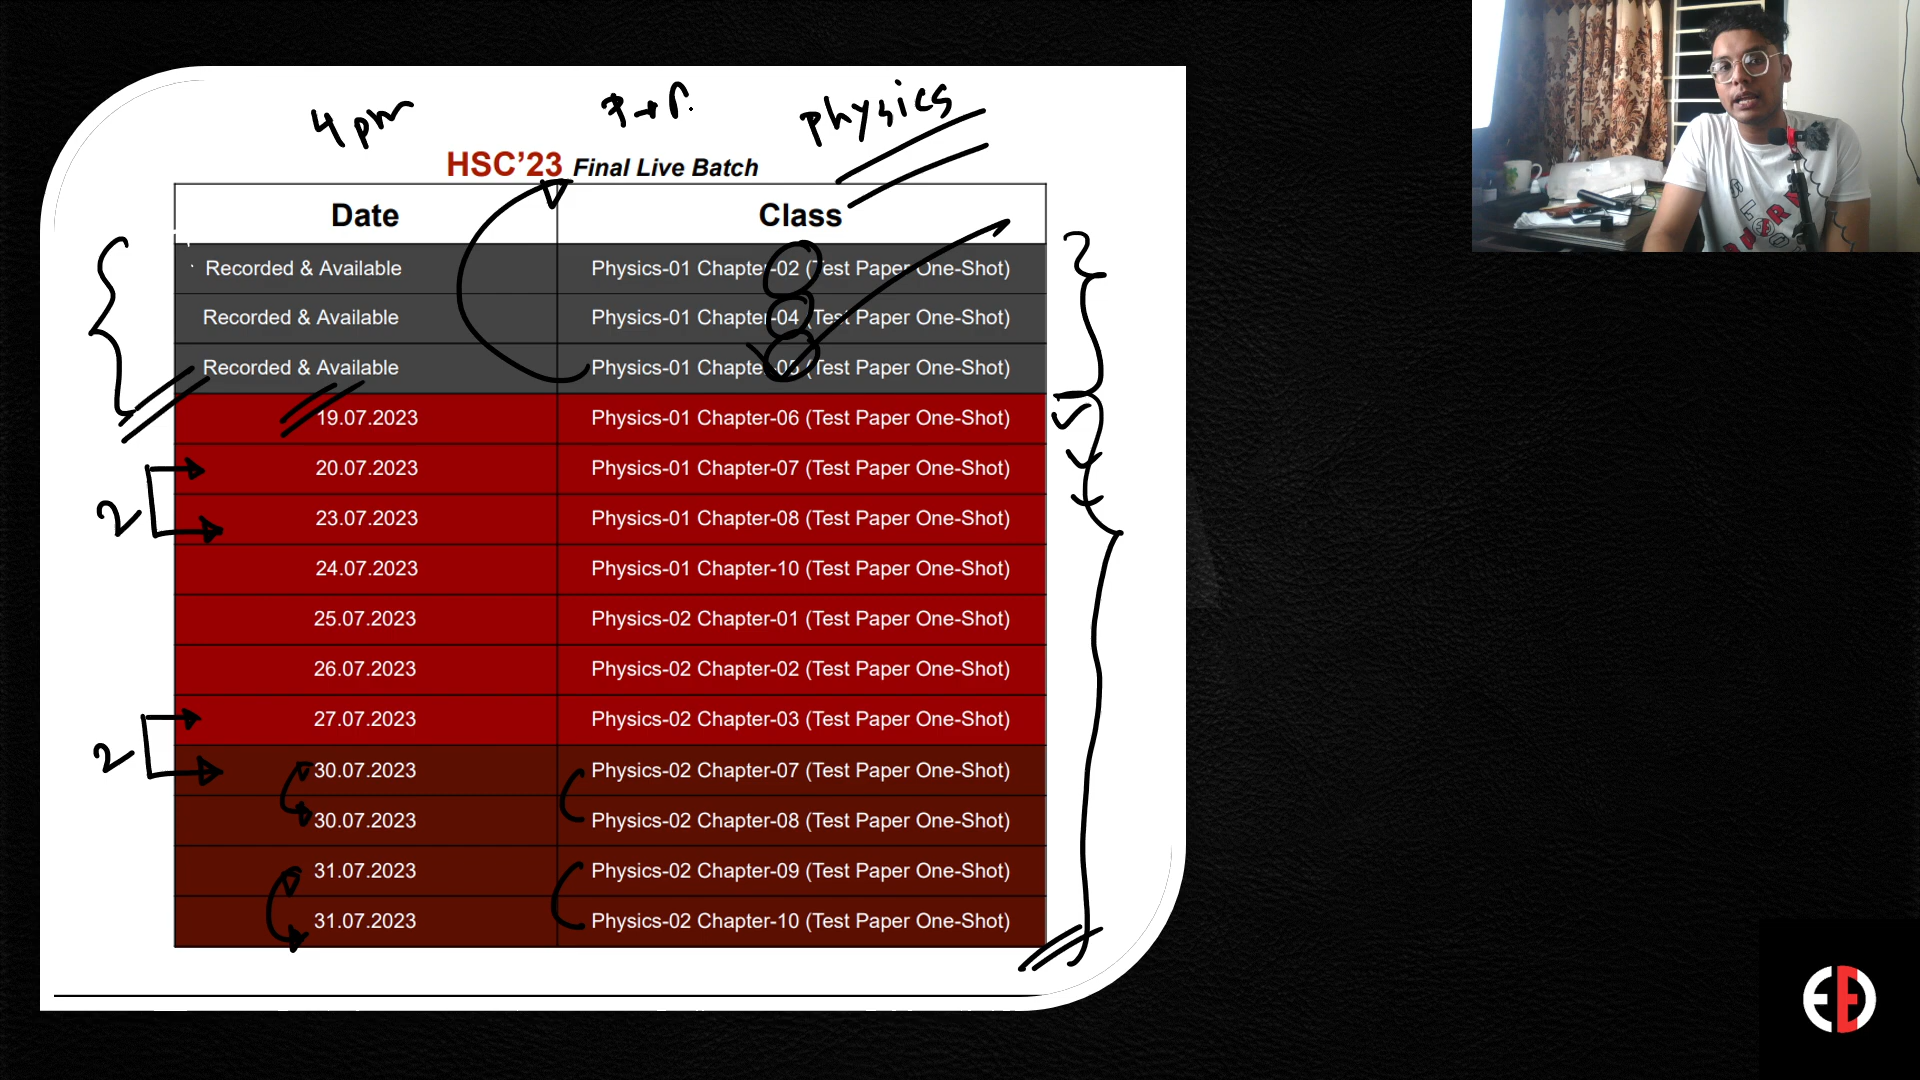 4 pm
physics
HSC’23 Final Live Batch
Date Class
Recorded & Available Physics-01 Chapter-02 (Test Paper One-Shot)
Recorded & Available Physics-01 Chapter-04 (Test Paper One-Shot)
Recorded & Available Physics-01 Chapter-05 (Test Paper One-Shot)
19.07.2023 Physics-01 Chapter-06 (Test Paper One-Shot)
20.07.2023 Physics-01 Chapter-07 (Test Paper One-Shot)
2
23.07.2023 Physics-01 Chapter-08 (Test Paper One-Shot)
24.07.2023 Physics-01 Chapter-10 (Test Paper One-Shot)
25.07.2023 Physics-02 Chapter-01 (Test Paper One-Shot)
26.07.2023 Physics-02 Chapter-02 (Test Paper One-Shot)
27.07.2023 Physics-02 Chapter-03 (Test Paper One-Shot)
2
30.07.2023 Physics-02 Chapter-07 (Test Paper One-Shot)
30.07.2023 Physics-02 Chapter-08 (Test Paper One-Shot)
31.07.2023 Physics-02 Chapter-09 (Test Paper One-Shot)
31.07.2023 Physics-02 Chapter-10 (Test Paper One-Shot)